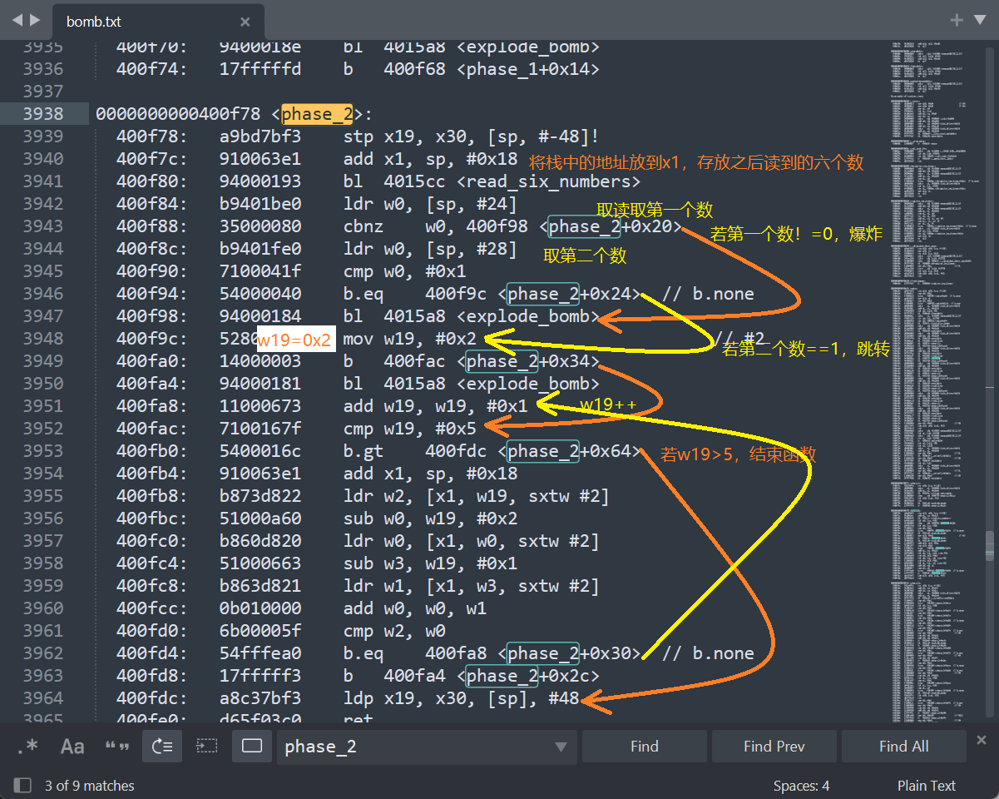 bomb.txt
3935 400f70: 9400018e bl 4015a8 <explode_bomb>
3936 400f74: 17fffffd b 400f68 <phase_1+0x14>
3937
3938 0000000000400f78 <phase_2>:
3939 400f78: a9bd7bf3 stp x19, x30, [sp, #-48]!
3940 400f7c: 910063e1 add x1, sp, #0x18 将栈中的地址放到x1，存放之后读到的六个数
3941 400f80: 94000193 bl 4015cc <read_six_numbers>
3942 400f84: b9401be0 ldr w0, [sp, #24] 取读取第一个数
3943 400f88: 35000080 cbnz w0, 400f98 <phase_2+0x20> 若第一个数！=0，爆炸
3944 400f8c: b9401fe0 ldr w0, [sp, #28] 取第二个数
3945 400f90: 7100041f cmp w0, #0x1
3946 400f94: 54000040 b.eq 400f9c <phase_2+0x24> // b.none
3947 400f98: 94000184 bl 4015a8 <explode_bomb>
3948 400f9c: 5280 w19=0x2 mov w19, #0x2 // #2 若第二个数==1，跳转
3949 400fa0: 14000003 b 400fac <phase_2+0x34>
3950 400fa4: 94000181 bl 4015a8 <explode_bomb>
3951 400fa8: 11000673 add w19, w19, #0x1 w19++
3952 400fac: 7100167f cmp w19, #0x5
3953 400fb0: 5400016c b.gt 400fdc <phase_2+0x64> 若w19>5，结束函数
3954 400fb4: 910063e1 add x1, sp, #0x18
3955 400fb8: b873d822 ldr w2, [x1, w19, sxtw #2]
3956 400fbc: 51000a60 sub w0, w19, #0x2
3957 400fc0: b860d820 ldr w0, [x1, w0, sxtw #2]
3958 400fc4: 51000663 sub w3, w19, #0x1
3959 400fc8: b863d821 ldr w1, [x1, w3, sxtw #2]
3960 400fcc: 0b010000 add w0, w0, w1
3961 400fd0: 6b00005f cmp w2, w0
3962 400fd4: 54fffea0 b.eq 400fa8 <phase_2+0x30> // b.none
3963 400fd8: 17fffff3 b 400fa4 <phase_2+0x2c>
3964 400fdc: a8c37bf3 ldp x19, x30, [sp], #48
3965 400fe0: d65f03c0 ret
.* Aa “” phase_2 Find Find Prev Find All
3 of 9 matches Spaces: 4 Plain Text